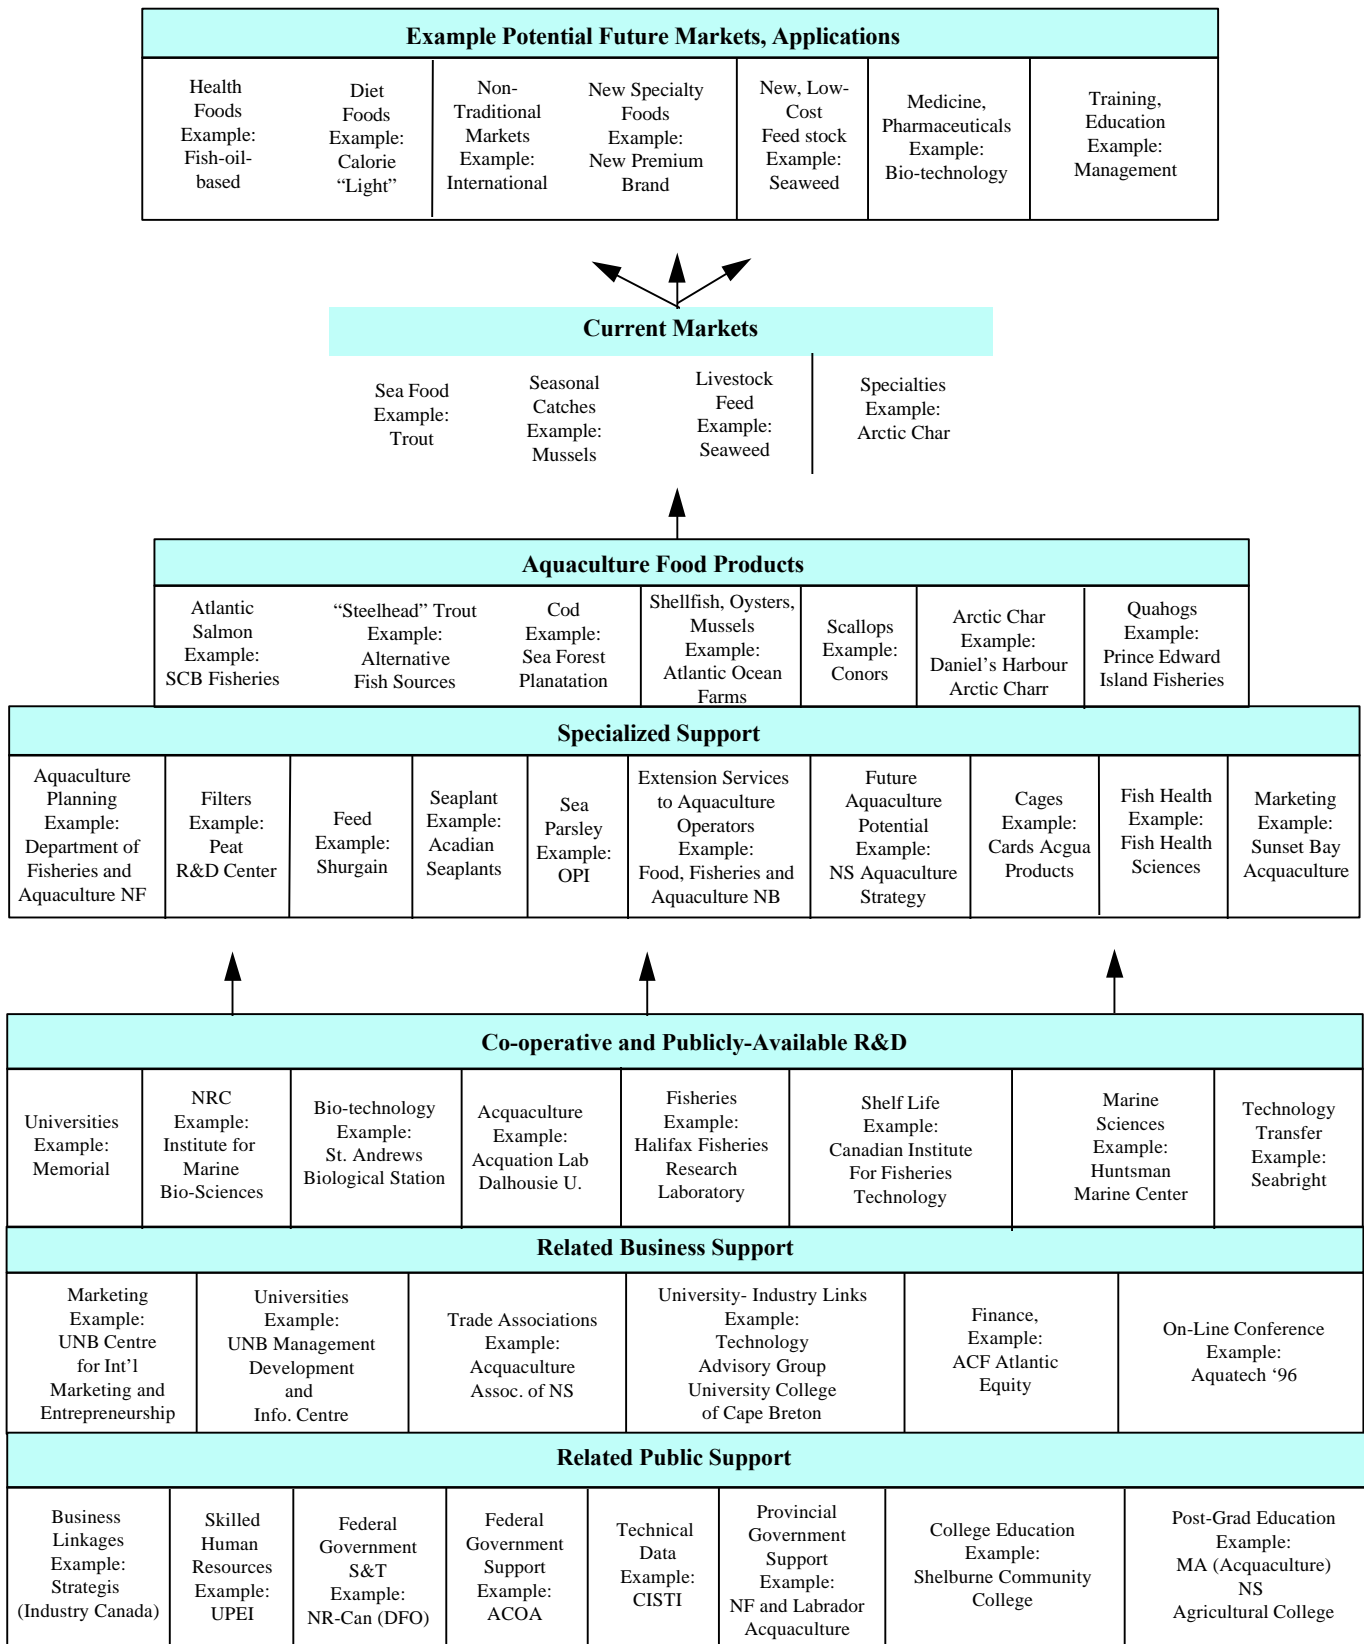 Example Potential Future Markets, Applications
Health
Foods
Example:
Fish-oil-
based
Diet
Foods
Example:
Calorie
“Light”
Non-
Traditional
Markets
Example:
International
New Specialty
Foods
Example:
New Premium
Brand
New, Low-
Cost
Feed stock
Example:
Seaweed
Medicine,
Pharmaceuticals
Example:
Bio-technology
Training,
Education
Example:
Management
Current Markets
Sea Food
Example:
Trout
Seasonal
Catches
Example:
Mussels
Livestock
Feed
Example:
Seaweed
Specialties
Example:
Arctic Char
Aquaculture Food Products
Atlantic
Salmon
Example:
SCB Fisheries
“Steelhead” Trout
Example:
Alternative
Fish Sources
Cod
Example:
Sea Forest
Planatation
Shellfish, Oysters,
Mussels
Example:
Atlantic Ocean
Farms
Scallops
Example:
Conors
Arctic Char
Example:
Daniel’s Harbour
Arctic Charr
Quahogs
Example:
Prince Edward
Island Fisheries
Specialized Support
Aquaculture
Planning
Example:
Department of
Fisheries and
Aquaculture NF
Filters
Example:
Peat
R&D Center
Feed
Example:
Shurgain
Seaplant
Example:
Acadian
Seaplants
Sea
Parsley
Example:
OPI
Extension Services
to Aquaculture
Operators
Example:
Food, Fisheries and
Aquaculture NB
Future
Aquaculture
Potential
Example:
NS Aquaculture
Strategy
Cages
Example:
Cards Acgua
Products
Fish Health
Example:
Fish Health
Sciences
Marketing
Example:
Sunset Bay
Acquaculture
Co-operative and Publicly-Available R&D
Universities
Example:
Memorial
NRC
Example:
Institute for
Marine
Bio-Sciences
Bio-technology
Example:
St. Andrews
Biological Station
Acquaculture
Example:
Acquation Lab
Dalhousie U.
Fisheries
Example:
Halifax Fisheries
Research
Laboratory
Shelf Life
Example:
Canadian Institute
For Fisheries
Technology
Marine
Sciences
Example:
Huntsman
Marine Center
Technology
Transfer
Example:
Seabright
Related Business Support
Marketing
Example:
UNB Centre
for Int’l
Marketing and
Entrepreneurship
Universities
Example:
UNB Management
Development
and
Info. Centre
Trade Associations
Example:
Acquaculture
Assoc. of NS
University- Industry Links
Example:
Technology
Advisory Group
University College
of Cape Breton
Finance,
Example:
ACF Atlantic
Equity
On-Line Conference
Example:
Aquatech ‘96
Related Public Support
Business
Linkages
Example:
Strategis
(Industry Canada)
Skilled
Human
Resources
Example:
UPEI
Federal
Government
S&T
Example:
NR-Can (DFO)
Federal
Government
Support
Example:
ACOA
Technical
Data
Example:
CISTI
Provincial
Government
Support
Example:
NF and Labrador
Acquaculture
College Education
Example:
Shelburne Community
College
Post-Grad Education
Example:
MA (Acquaculture)
NS
Agricultural College